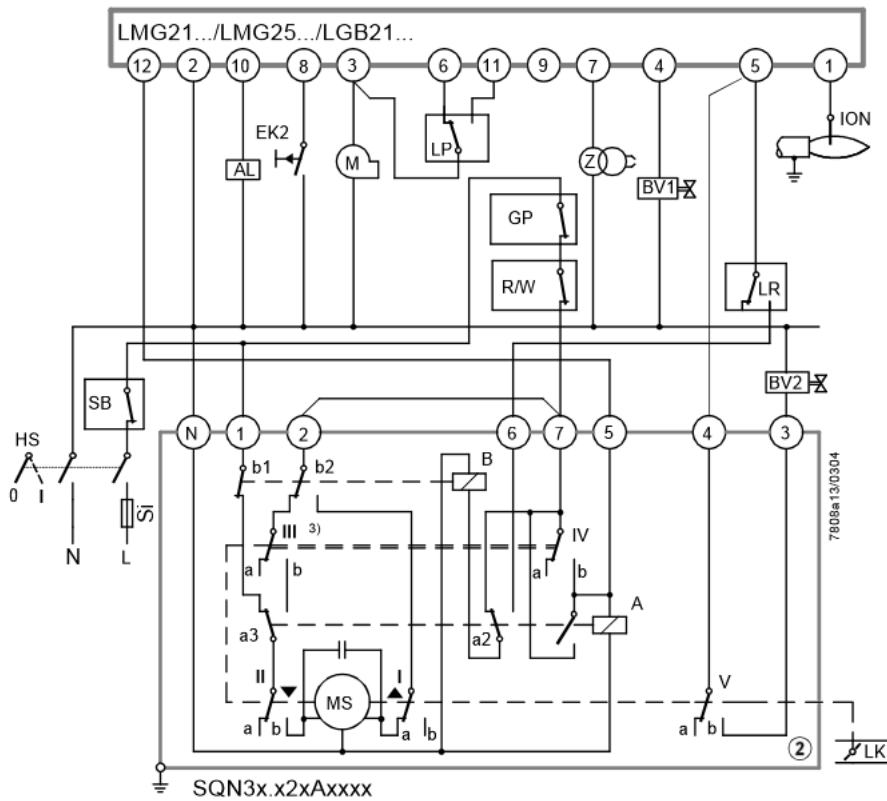 LMG21.../LMG25.../LGB21...
12 2 10 8 3 6 11 9 7 4 5 1
EK2
ION
AL
M
LP
Z
BV1
GP
R/W
LR
SB
BV2
HS
N 1 2 6 7 5 4 3
0 I
Si
b1
b2
B
N
L
III 3)
IV
a b
a b
A
a3
a2
II
I
V
MS
a b
a b
a b
2
LK
7808a13/0304
SQN3x.x2xAxxxx